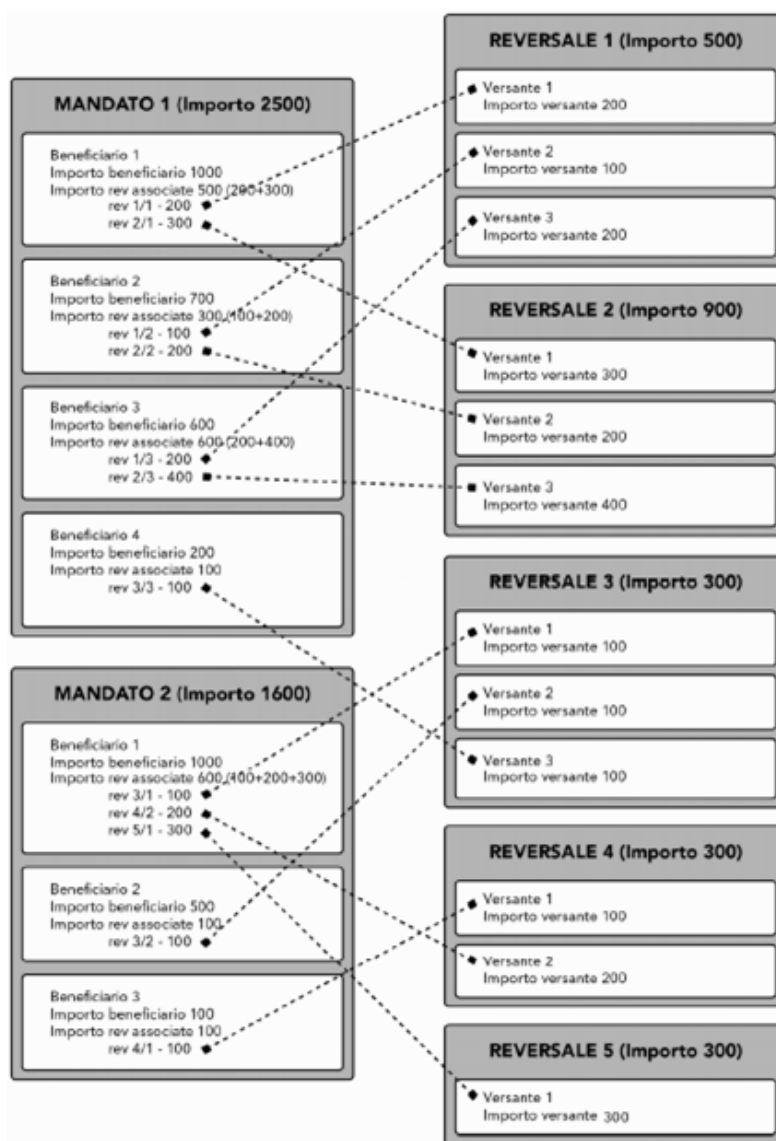 MANDATO 1 (Importo 2500)
Beneficiario 1
Importo beneficiario 1000
Importo rev associate 500 (200+300)
rev 1/1 - 200
rev 2/1 - 300
Beneficiario 2
Importo beneficiario 700
Importo rev associate 300 (100+200)
rev 1/2 - 100
rev 2/2 - 200
Beneficiario 3
Importo beneficiario 600
Importo rev associate 600 (200+400)
rev 1/3 - 200
rev 2/3 - 400
Beneficiario 4
Importo beneficiario 200
Importo rev associate 100
rev 3/3 - 100
MANDATO 2 (Importo 1600)
Beneficiario 1
Importo beneficiario 1000
Importo rev associate 600 (100+200+300)
rev 3/1 - 100
rev 4/2 - 200
rev 5/1 - 300
Beneficiario 2
Importo beneficiario 500
Importo rev associate 100
rev 3/2 - 100
Beneficiario 3
Importo beneficiario 100
Importo rev associate 100
rev 4/1 - 100
REVERSALE 1 (Importo 500)
Versante 1
Importo versante 200
Versante 2
Importo versante 100
Versante 3
Importo versante 200
REVERSALE 2 (Importo 900)
Versante 1
Importo versante 300
Versante 2
Importo versante 200
Versante 3
Importo versante 400
REVERSALE 3 (Importo 300)
Versante 1
Importo versante 100
Versante 2
Importo versante 100
Versante 3
Importo versante 100
REVERSALE 4 (Importo 300)
Versante 1
Importo versante 100
Versante 2
Importo versante 200
REVERSALE 5 (Importo 300)
Versante 1
Importo versante 300